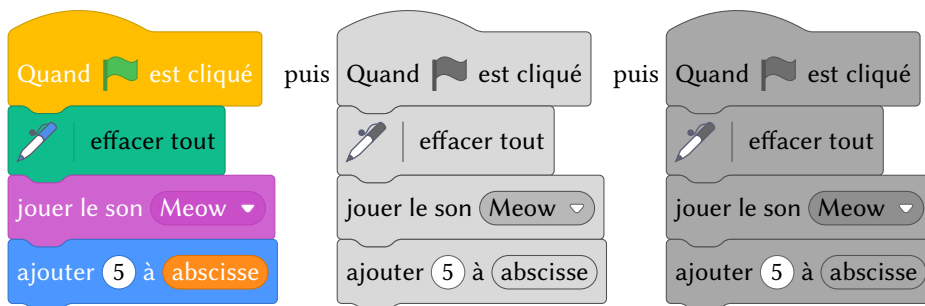 Quand est cliqué puis Quand est cliqué puis Quand est cliqué
effacer tout effacer tout effacer tout
jouer le son Meow jouer le son Meow jouer le son Meow
ajouter 5 à abscisse ajouter 5 à abscisse ajouter 5 à abscisse